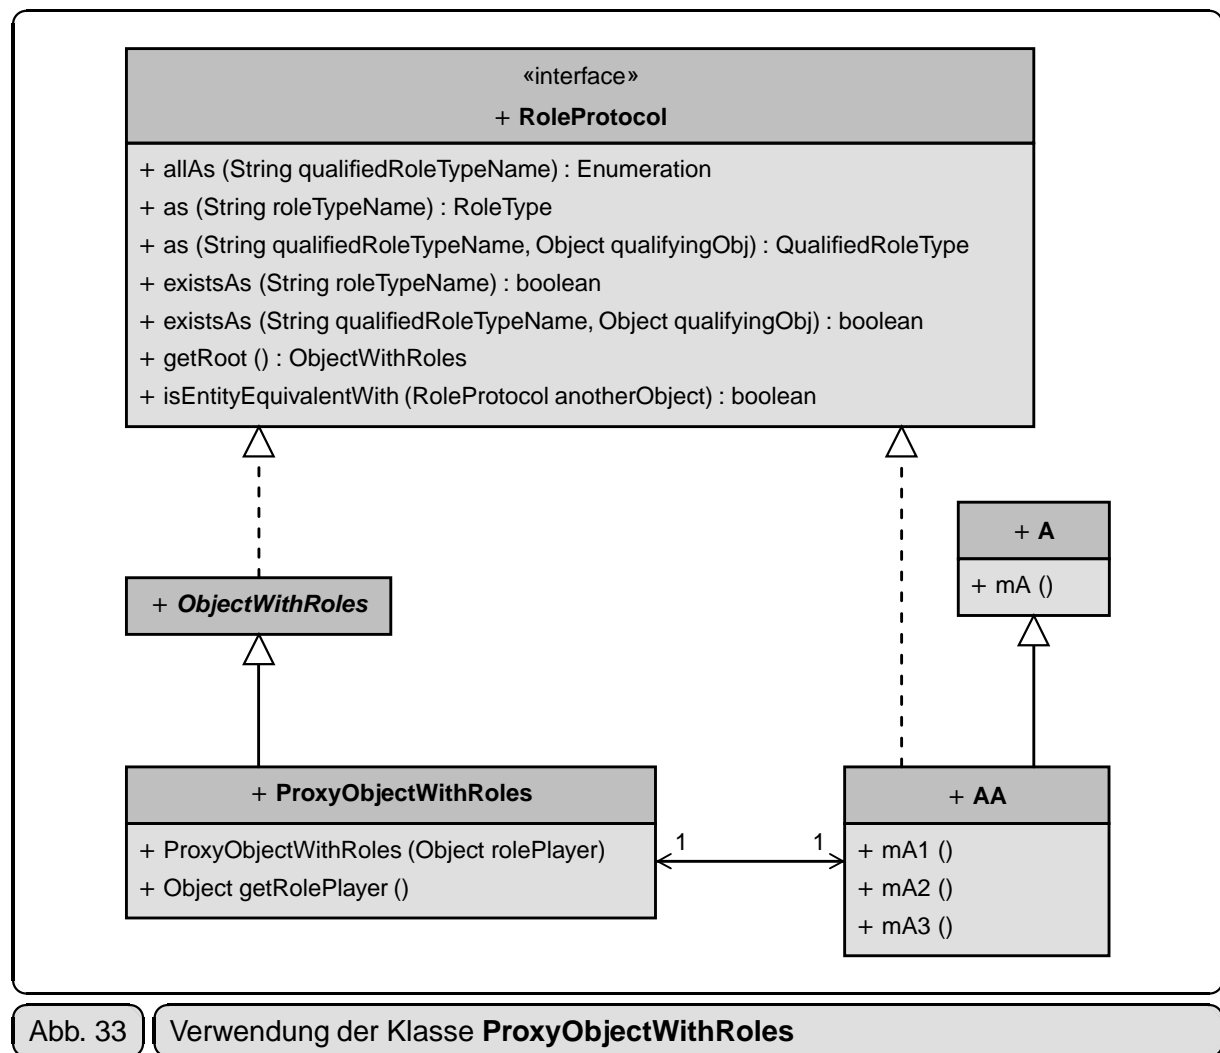 «interface»
+ RoleProtocol
+ allAs (String qualifiedRoleTypeName) : Enumeration
+ as (String roleTypeName) : RoleType
+ as (String qualifiedRoleTypeName, Object qualifyingObj) : QualifiedRoleType
+ existsAs (String roleTypeName) : boolean
+ existsAs (String qualifiedRoleTypeName, Object qualifyingObj) : boolean
+ getRoot () : ObjectWithRoles
+ isEntityEquivalentWith (RoleProtocol anotherObject) : boolean
+ A
+ mA ()
+ ObjectWithRoles
+ ProxyObjectWithRoles
+ ProxyObjectWithRoles (Object rolePlayer)
+ Object getRolePlayer ()
1
1
+ AA
+ mA1 ()
+ mA2 ()
+ mA3 ()
Abb. 33
Verwendung der Klasse ProxyObjectWithRoles